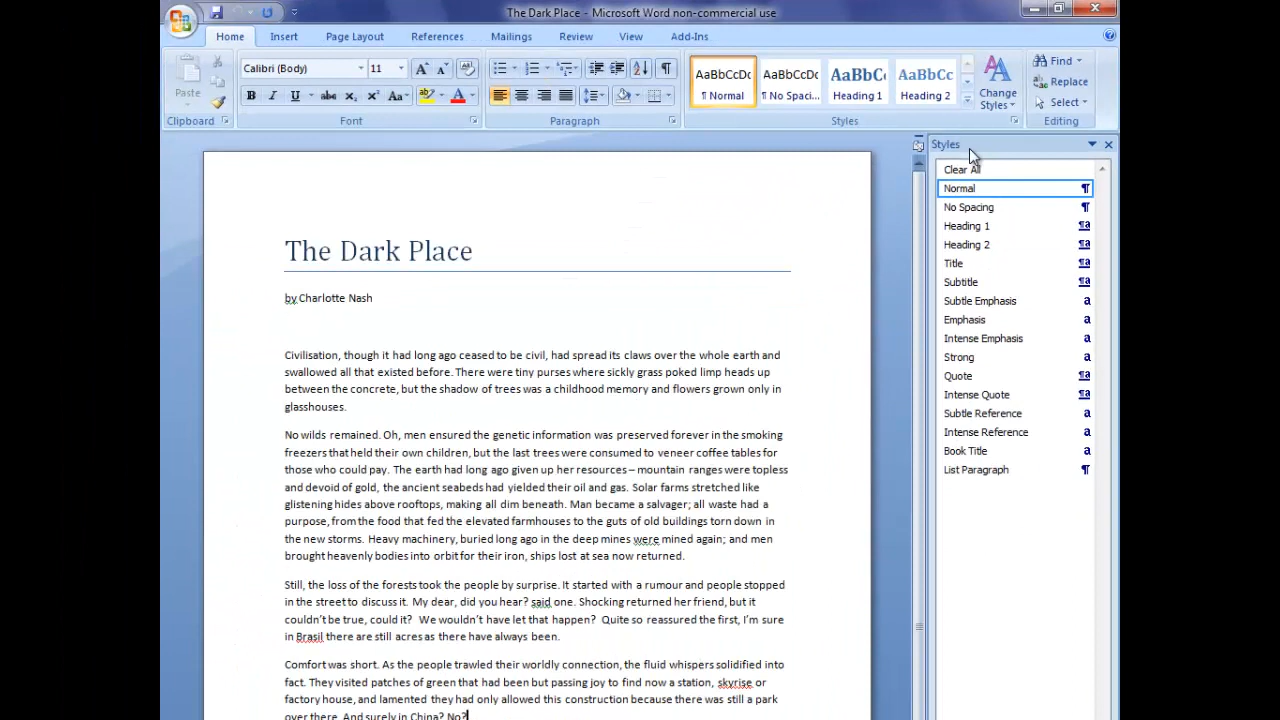 The Dark Place - Microsoft Word non-commercial use
Home Insert Page Layout References Mailings Review View Add-Ins
Paste
Clipboard
Calibri (Body) 11
Font
Paragraph
AaBbCcDc AaBbCcDc AaBbC AaBbCc
¶ Normal ¶ No Spaci... Heading 1 Heading 2
Change
Styles
Styles
Find
Replace
Select
Editing
The Dark Place
by Charlotte Nash
Civilisation, though it had long ago ceased to be civil, had spread its claws over the whole earth and
swallowed all that existed before. There were tiny purses where sickly grass poked limp heads up
between the concrete, but the shadow of trees was a childhood memory and flowers grown only in
glasshouses.
No wilds remained. Oh, men ensured the genetic information was preserved forever in the smoking
freezers that held their own children, but the last trees were consumed to veneer coffee tables for
those who could pay. The earth had long ago given up her resources – mountain ranges were topless
and devoid of gold, the ancient seabeds had yielded their oil and gas. Solar farms stretched like
glistening hides above rooftops, making all dim beneath. Man became a salvager; all waste had a
purpose, from the food that fed the elevated farmhouses to the guts of old buildings torn down in
the new storms. Heavy machinery, buried long ago in the deep mines were mined again; and men
brought heavenly bodies into orbit for their iron, ships lost at sea now returned.
Still, the loss of the forests took the people by surprise. It started with a rumour and people stopped
in the street to discuss it. My dear, did you hear? said one. Shocking returned her friend, but it
couldn't be true, could it? We wouldn't have let that happen? Quite so reassured the first, I'm sure
in Brasil there are still acres as there have always been.
Comfort was short. As the people trawled their worldly connection, the fluid whispers solidified into
fact. They visited patches of green that had been but passing joy to find now a station, skyrise or
factory house, and lamented they had only allowed this construction because there was still a park
over there. And surely in China? No?
Styles
Clear All
Normal ¶
No Spacing ¶
Heading 1 ¶a
Heading 2 ¶a
Title ¶a
Subtitle ¶a
Subtle Emphasis a
Emphasis a
Intense Emphasis a
Strong a
Quote ¶a
Intense Quote ¶a
Subtle Reference a
Intense Reference a
Book Title a
List Paragraph ¶